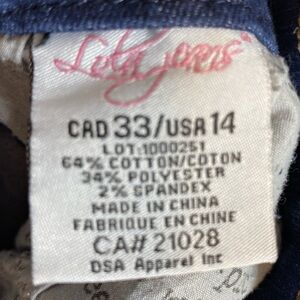 Lola Jeans
CAD 33/USA 14
LOT:1000251
64% COTTON/COTON
34% POLYESTER
2% SPANDEX
MADE IN CHINA
FABRIQUE EN CHINE
CA# 21028
DSA Apparel Inc